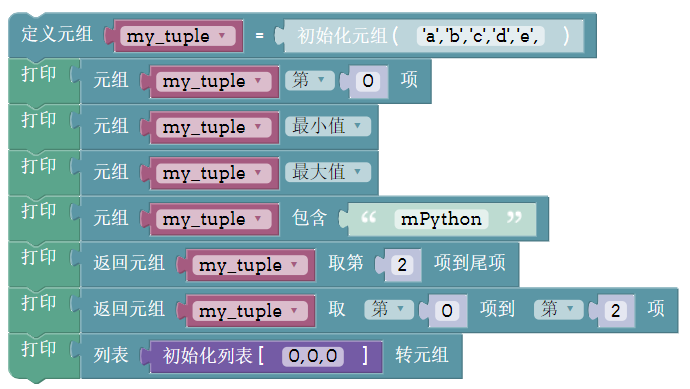 定义元组 my_tuple = 初始化元组( 'a','b','c','d','e', )
打印 元组 my_tuple 第 0 项
打印 元组 my_tuple 最小值
打印 元组 my_tuple 最大值
打印 元组 my_tuple 包含 “ mPython ”
打印 返回元组 my_tuple 取第 2 项到尾项
打印 返回元组 my_tuple 取 第 0 项到 第 2 项
打印 列表 初始化列表[ 0,0,0 ] 转元组